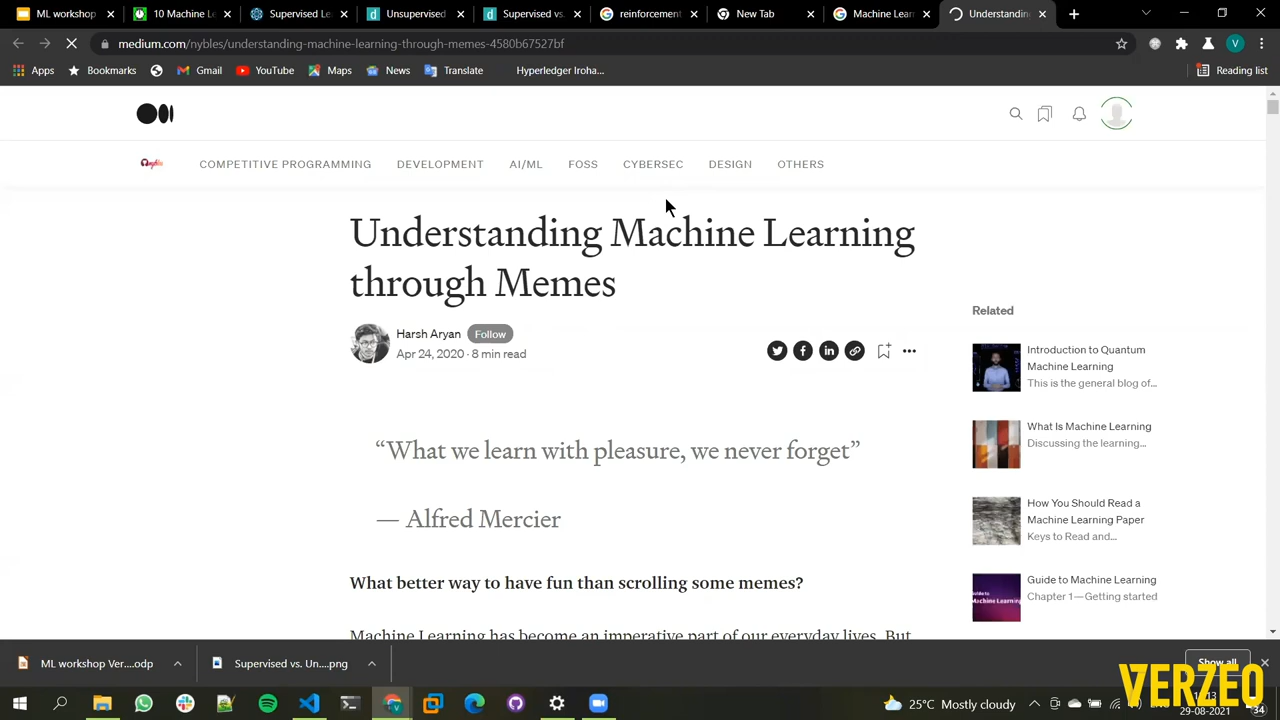 ML workshop
10 Machine Le
Supervised Le
dsupervised
Supervised vs.
reinforcement
New Tab
Machine Lear
Understandin
medium.com/nybles/understanding-machine-learning-through-memes-4580b67527bf
V
Apps
Bookmarks
Gmail
YouTube
Maps
News
Translate
Hyperledger Iroha...
Reading list
COMPETITIVE PROGRAMMING
DEVELOPMENT
AI/ML
FOSS
CYBERSEC
DESIGN
OTHERS
Understanding Machine Learning
through Memes
Harsh Aryan
Follow
Apr 24, 2020 · 8 min read
Related
Introduction to Quantum
Machine Learning
This is the general blog of...
What Is Machine Learning
Discussing the learning...
How You Should Read a
Machine Learning Paper
Keys to Read and...
Guide to Machine Learning
Chapter 1—Getting started
“What we learn with pleasure, we never forget”
— Alfred Mercier
What better way to have fun than scrolling some memes?
Machine Learning has become an imperative part of our everyday lives. But
ML workshop Ver....odp
Supervised vs. Un....png
Show all
VERZEO
25°C Mostly cloudy
29-08-2021
34